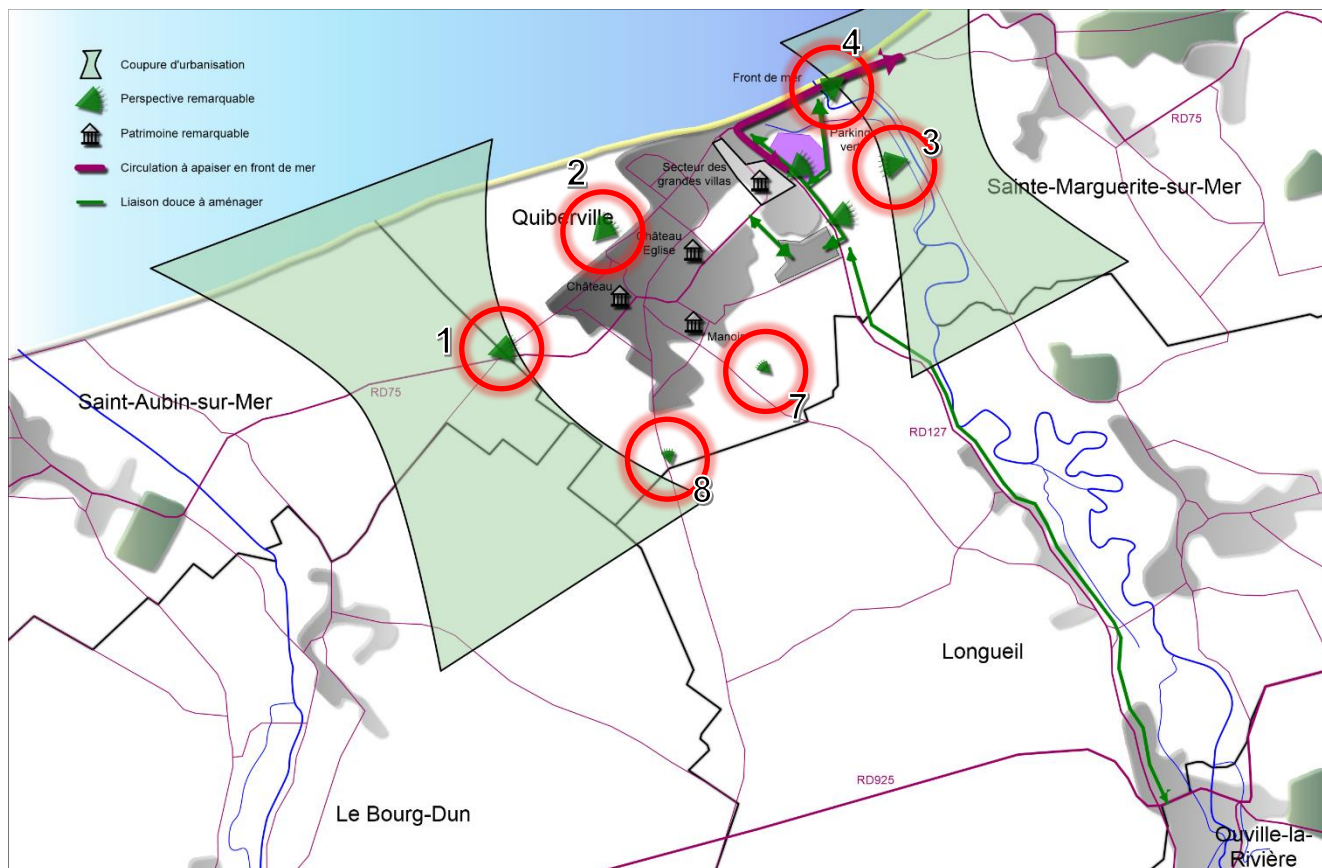 4
Coupure d'urbanisation
Front de mer
Perspective remarquable
Patrimoine remarquable
RD75
Parking
vert
3
Circulation à apaiser en front de mer
2
Secteur des
grandes villas
Sainte-Marguerite-sur-Mer
Liaison douce à aménager
Quiberville
Château
Eglise
Château
1
Manoir
RD75
Saint-Aubin-sur-Mer
7
RD127
8
Longueil
RD925
Le Bourg-Dun
Ouville-la-
Rivière